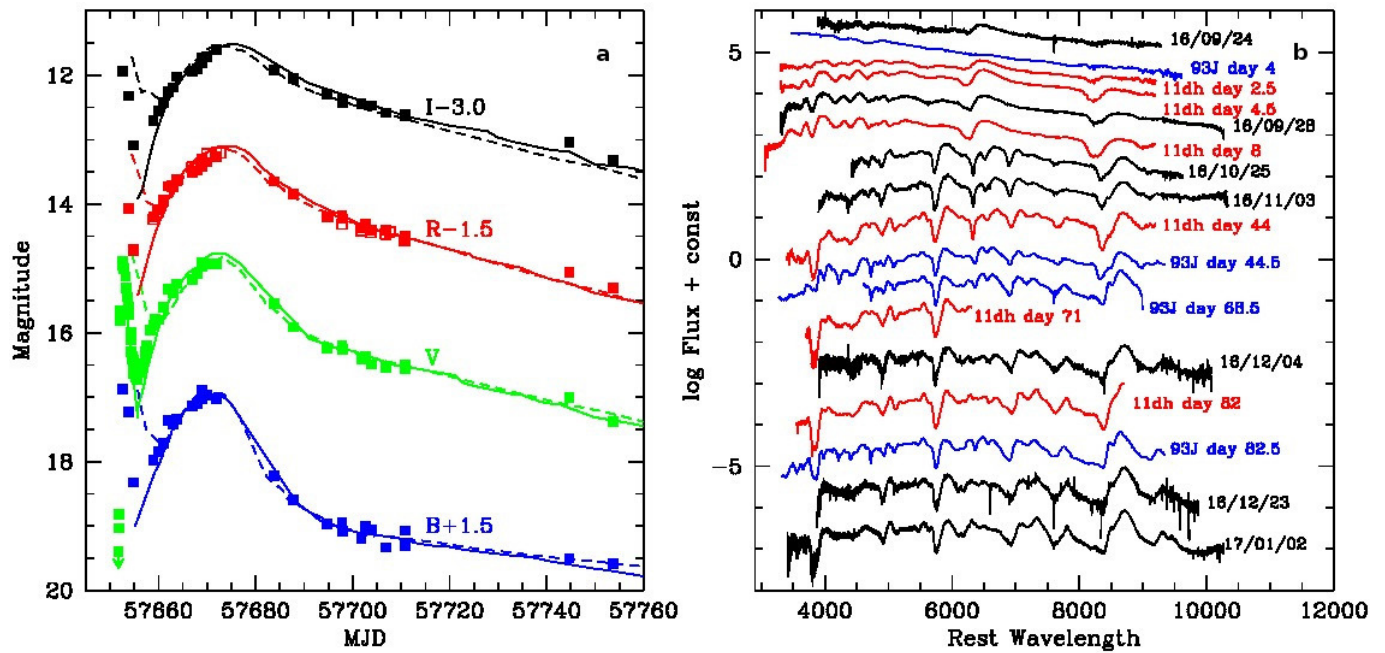 a
I-3.0
R-1.5
V
B+1.5
12
14
16
18
20
Magnitude
57660 57680 57700 57720 57740 57760
MJD
b
16/09/24
93J day 4
11dh day 2.5
11dh day 4.5
16/09/28
11dh day 8
16/10/25
16/11/03
11dh day 44
93J day 44.5
93J day 68.5
11dh day 71
16/12/04
11dh day 82
93J day 82.5
16/12/23
17/01/02
5
0
-5
log Flux + const
4000 6000 8000 10000 12000
Rest Wavelength